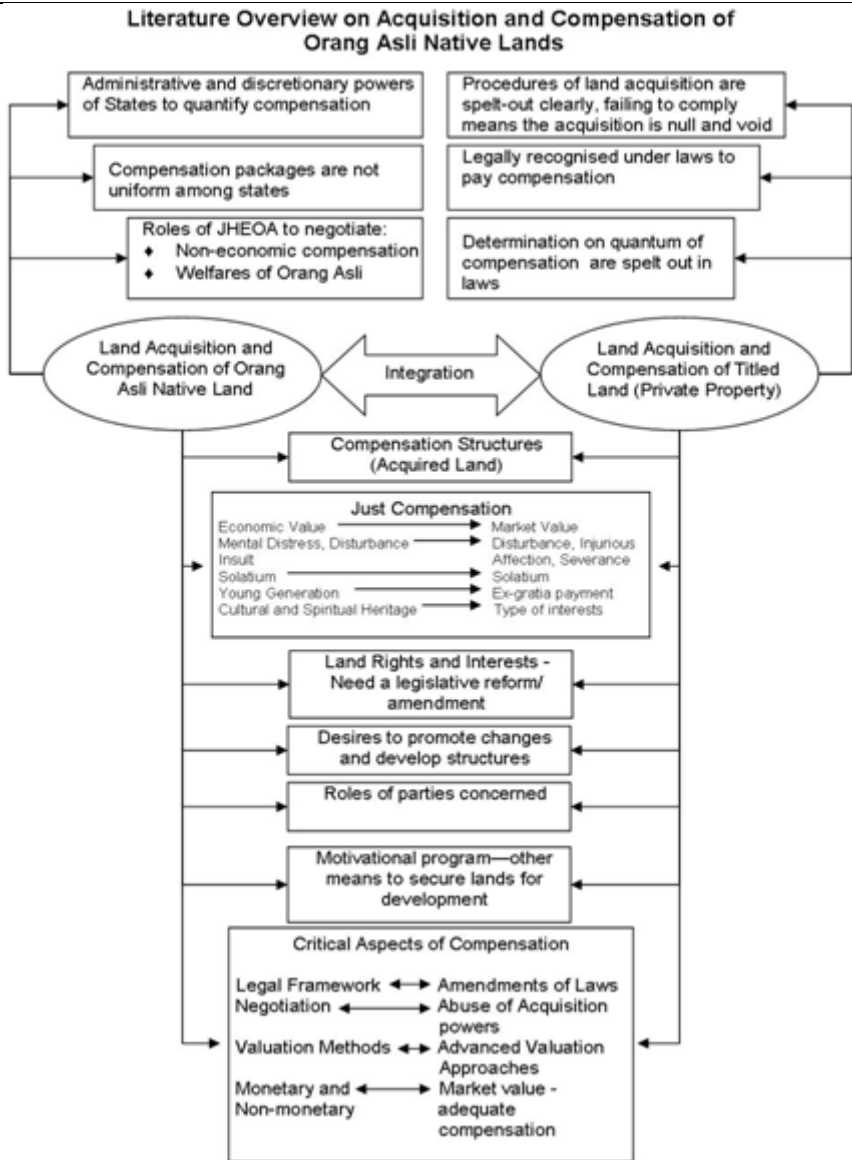 Literature Overview on Acquisition and Compensation of
Orang Asli Native Lands
Administrative and discretionary powers
of States to quantify compensation
Procedures of land acquisition are
spelt-out clearly, failing to comply
means the acquisition is null and void
Compensation packages are not
uniform among states
Legally recognised under laws to
pay compensation
Roles of JHEOA to negotiate:
♦ Non-economic compensation
♦ Welfares of Orang Asli
Determination on quantum of
compensation are spelt out in
laws
Land Acquisition and
Compensation of Orang
Asli Native Land
Integration
Land Acquisition and
Compensation of Titled
Land (Private Property)
Compensation Structures
(Acquired Land)
Just Compensation
Economic Value Market Value
Mental Distress, Disturbance Disturbance, Injurious
Insult Affection, Severance
Solatium Solatium
Young Generation Ex-gratia payment
Cultural and Spiritual Heritage Type of interests
Land Rights and Interests -
Need a legislative reform/
amendment
Desires to promote changes
and develop structures
Roles of parties concerned
Motivational program—other
means to secure lands for
development
Critical Aspects of Compensation
Legal Framework Amendments of Laws
Negotiation Abuse of Acquisition
powers
Valuation Methods Advanced Valuation
Approaches
Monetary and Market value -
Non-monetary adequate
compensation